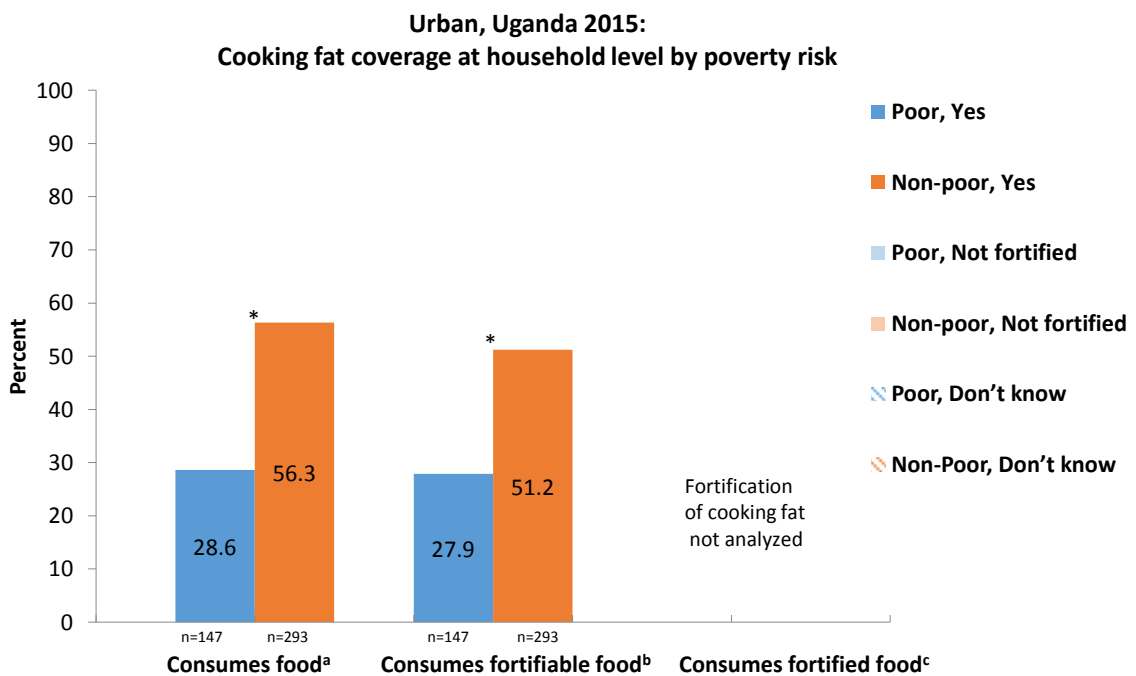 Urban, Uganda 2015:
Cooking fat coverage at household level by poverty risk
Percent
100
90
80
70
60
50
40
30
20
10
0
*
*
28.6
56.3
27.9
51.2
Fortification
of cooking fat
not analyzed
n=147
n=293
n=147
n=293
Consumes foodᵃ
Consumes fortifiable foodᵇ
Consumes fortified foodᶜ
Poor, Yes
Non-poor, Yes
Poor, Not fortified
Non-poor, Not fortified
Poor, Don’t know
Non-Poor, Don’t know